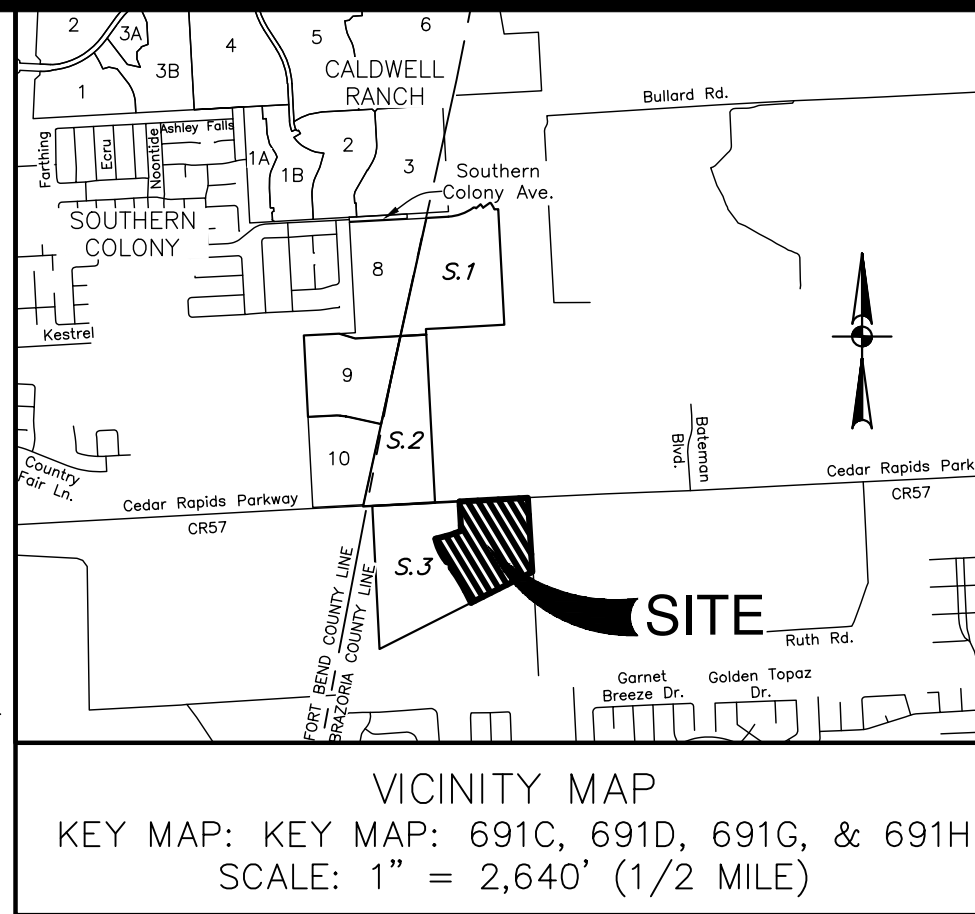 2
3A
3B
4
5
6
1
CALDWELL
RANCH
Bullard Rd.
Farthing
Ecru
Noontide
Ashley Falls
1A
1B
2
3
Southern
Colony Ave.
SOUTHERN
COLONY
8
S.1
Kestrel
9
10
S.2
Country
Fair Ln.
Bateman
Blvd.
Cedar Rapids Parkway
CR57
Cedar Rapids Park
CR57
S.3
SITE
FORT BEND COUNTY LINE
BRAZORIA COUNTY LINE
Ruth Rd.
Garnet
Breeze Dr.
Golden Topaz
Dr.
VICINITY MAP
KEY MAP: KEY MAP: 691C, 691D, 691G, & 691H
SCALE: 1” = 2,640’ (1/2 MILE)